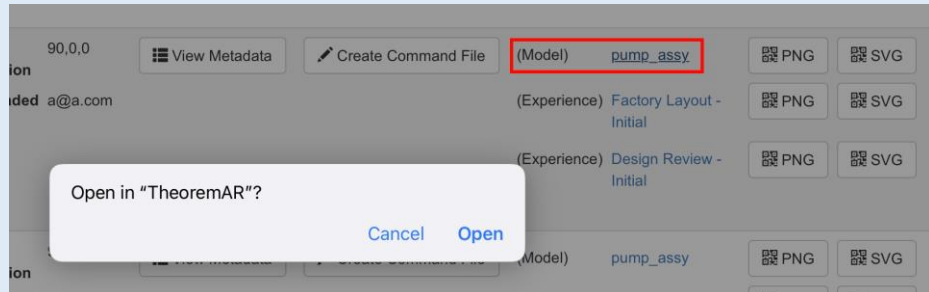 90,0,0 View Metadata Create Command File (Model) pump_assy PNG SVG
ion
ded a@a.com (Experience) Factory Layout - PNG SVG
Initial
(Experience) Design Review - PNG SVG
Initial
Open in “TheoremAR”?
Cancel Open
(Model) pump_assy PNG SVG
ion